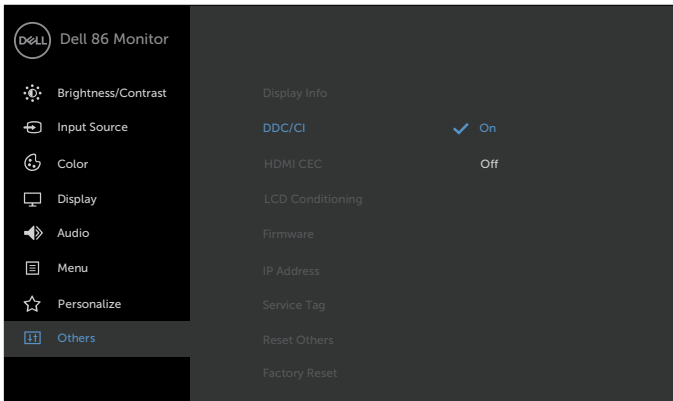 DELL Dell 86 Monitor
Brightness/Contrast
Input Source
Color
Display
Audio
Menu
Personalize
Others
Display Info
DDC/CI On
HDMI CEC Off
LCD Conditioning
Firmware
IP Address
Service Tag
Reset Others
Factory Reset